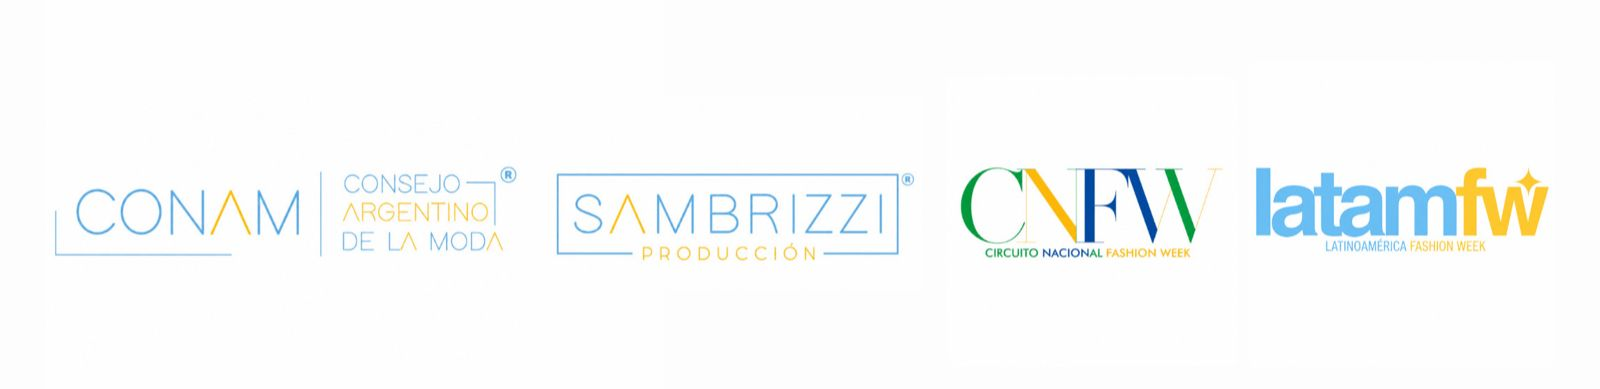 CONAM
CONSEJO
ARGENTINO
DE LA MODA
®
SAMBRIZZI
PRODUCCIÓN
®
CNFW
CIRCUITO NACIONAL FASHION WEEK
latamfw
LATINOAMÉRICA FASHION WEEK